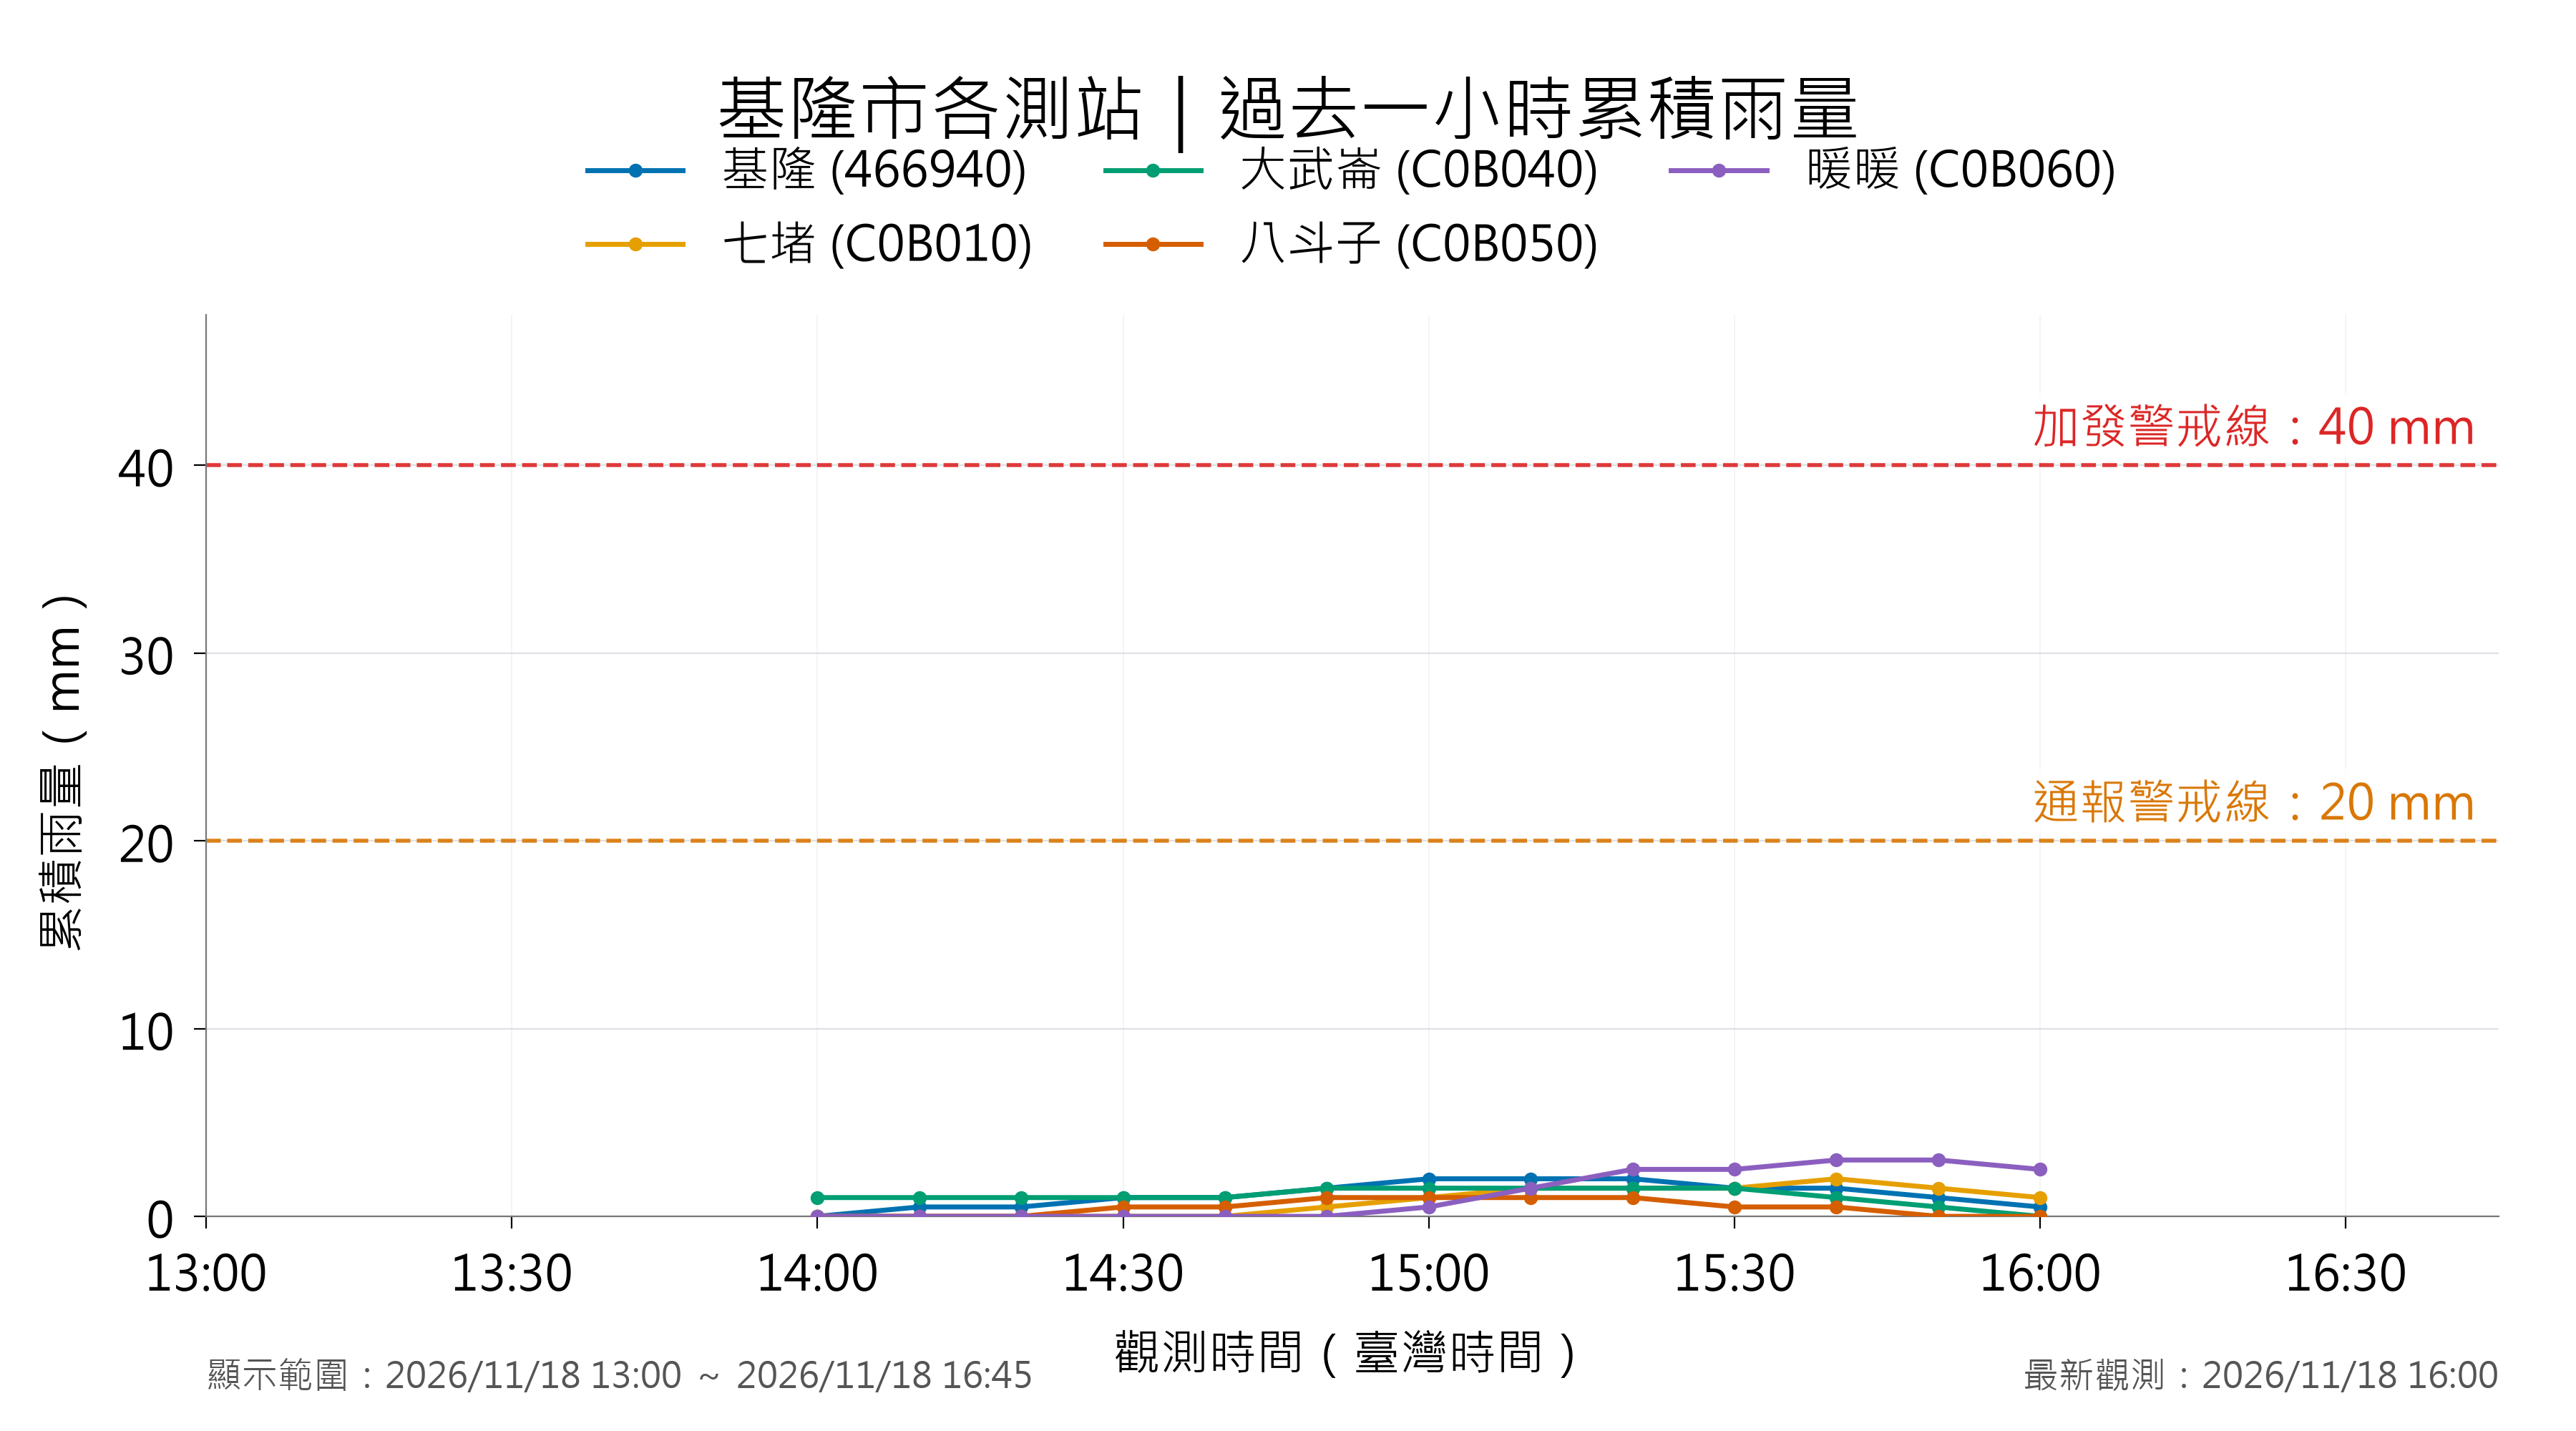 基隆市各測站 | 過去一小時累積雨量
基隆 (466940)
七堵 (C0B010)
大武崙 (C0B040)
八斗子 (C0B050)
暖暖 (C0B060)
累積雨量（mm）
40
30
20
10
0
加發警戒線：40 mm
通報警戒線：20 mm
13:00
13:30
14:00
14:30
15:00
15:30
16:00
16:30
觀測時間（臺灣時間）
顯示範圍：2026/11/18 13:00 ~ 2026/11/18 16:45
最新觀測：2026/11/18 16:00